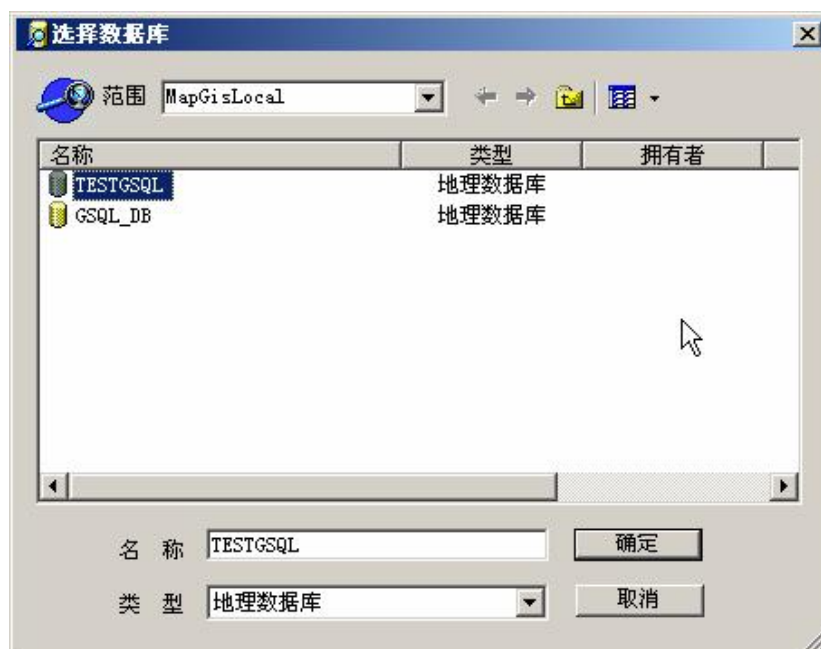 选择数据库
范围 MapGisLocal
名称 类型 拥有者
TESTGSQL 地理数据库
GSQL_DB 地理数据库
名 称 TESTGSQL 确定
类 型 地理数据库 取消